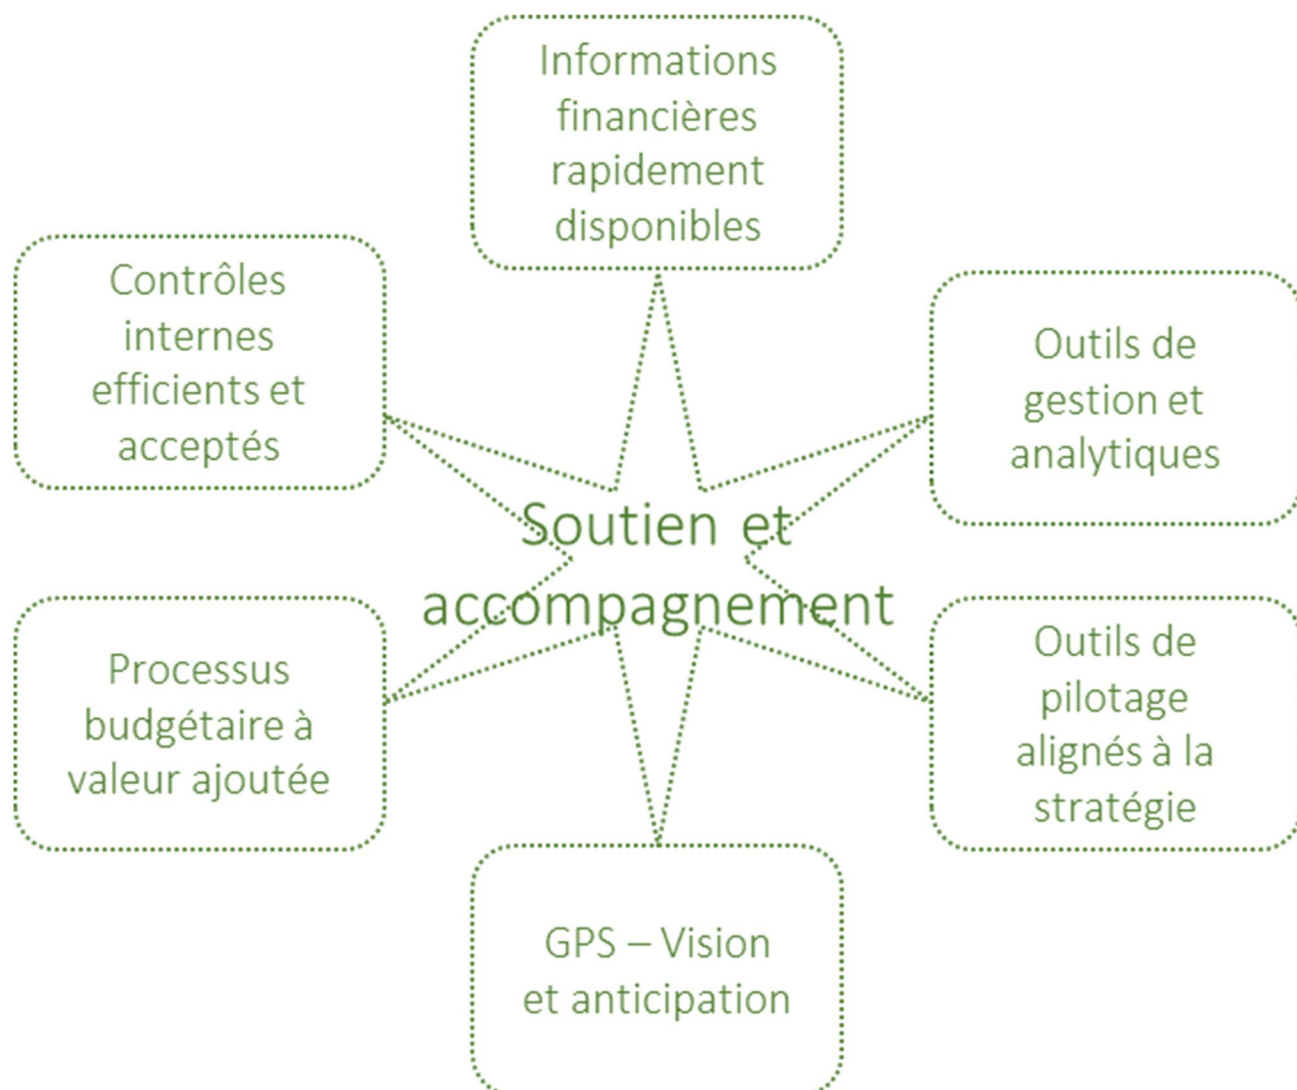 Informations
financières
rapidement
disponibles
Contrôles
internes
efficients et
acceptés
Outils de
gestion et
analytiques
Soutien et
accompagnement
Processus
budgétaire à
valeur ajoutée
Outils de
pilotage
alignés à la
stratégie
GPS – Vision
et anticipation